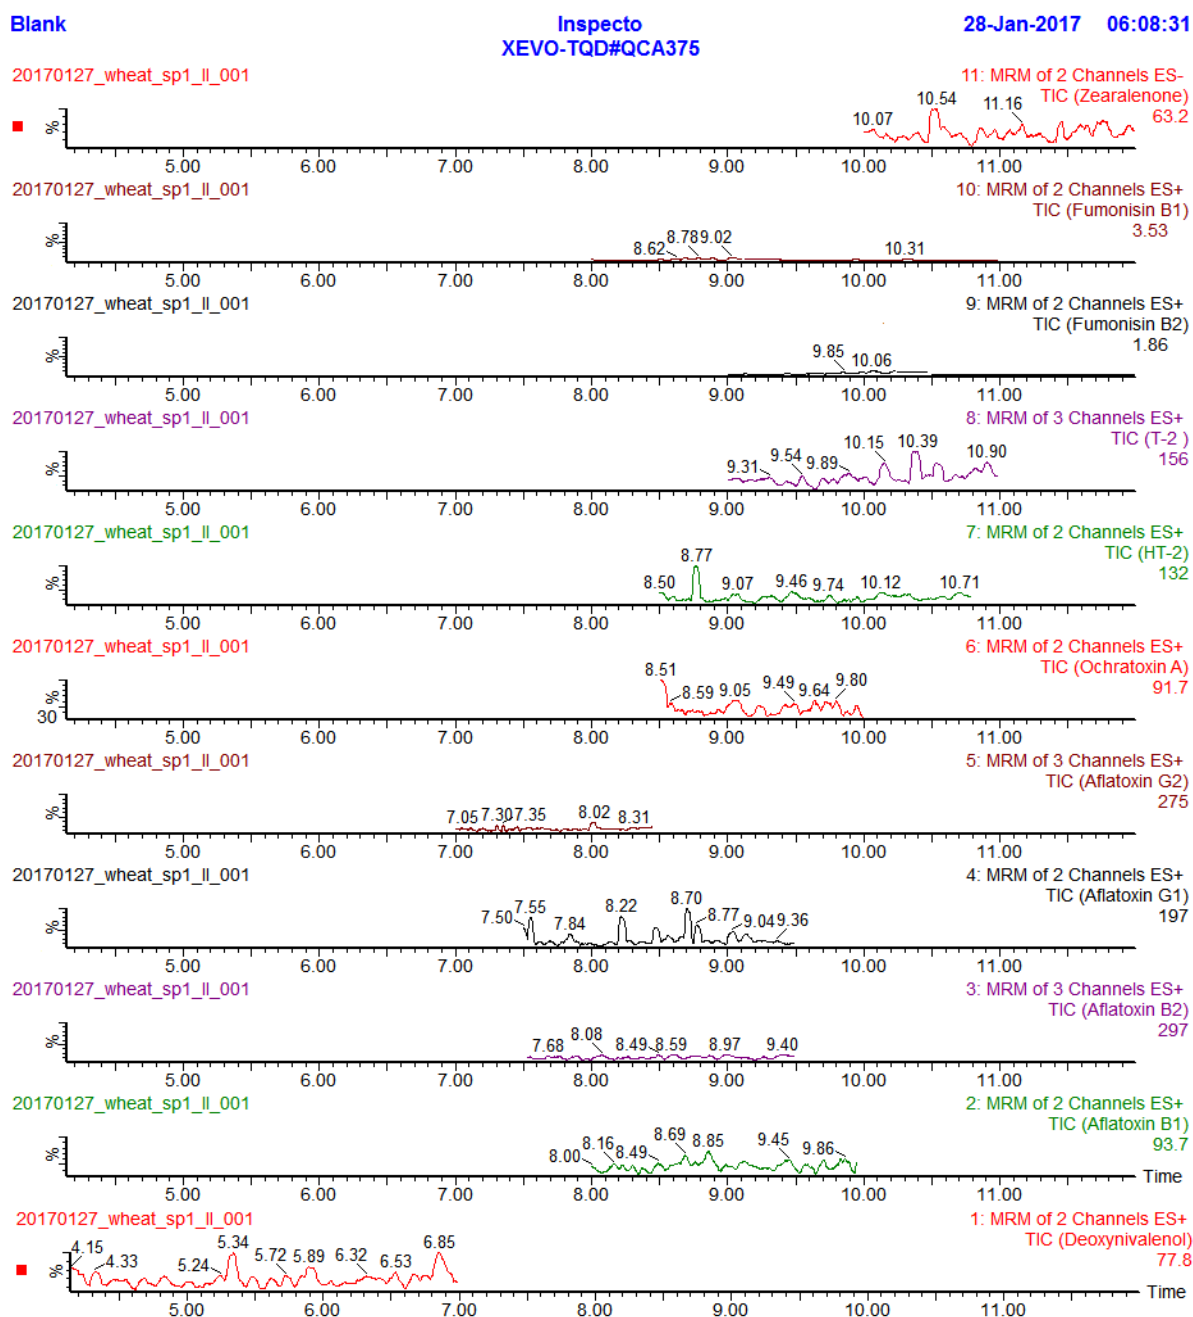 Blank Inspecto 28-Jan-2017 06:08:31
XEVO-TQD#QCA375
20170127_wheat_sp1_II_001 11: MRM of 2 Channels ES-
TIC (Zearalenone)
63.2
10.07 10.54 11.16
%
5.00 6.00 7.00 8.00 9.00 10.00 11.00
20170127_wheat_sp1_II_001 10: MRM of 2 Channels ES+
TIC (Fumonisin B1)
3.53
8.62 8.78 9.02 10.31
%
5.00 6.00 7.00 8.00 9.00 10.00 11.00
20170127_wheat_sp1_II_001 9: MRM of 2 Channels ES+
TIC (Fumonisin B2)
1.86
9.85 10.06
%
5.00 6.00 7.00 8.00 9.00 10.00 11.00
20170127_wheat_sp1_II_001 8: MRM of 3 Channels ES+
TIC (T-2 )
156
9.31 9.54 9.89 10.15 10.39 10.90
%
5.00 6.00 7.00 8.00 9.00 10.00 11.00
20170127_wheat_sp1_II_001 7: MRM of 2 Channels ES+
TIC (HT-2)
132
8.50 8.77 9.07 9.46 9.74 10.12 10.71
%
5.00 6.00 7.00 8.00 9.00 10.00 11.00
20170127_wheat_sp1_II_001 6: MRM of 2 Channels ES+
TIC (Ochratoxin A)
91.7
8.51 8.59 9.05 9.49 9.64 9.80
%
30
5.00 6.00 7.00 8.00 9.00 10.00 11.00
20170127_wheat_sp1_II_001 5: MRM of 3 Channels ES+
TIC (Aflatoxin G2)
275
7.05 7.30 7.35 8.02 8.31
%
5.00 6.00 7.00 8.00 9.00 10.00 11.00
20170127_wheat_sp1_II_001 4: MRM of 2 Channels ES+
TIC (Aflatoxin G1)
197
7.50 7.55 7.84 8.22 8.70 8.77 9.04 9.36
%
5.00 6.00 7.00 8.00 9.00 10.00 11.00
20170127_wheat_sp1_II_001 3: MRM of 3 Channels ES+
TIC (Aflatoxin B2)
297
7.68 8.08 8.49 8.59 8.97 9.40
%
5.00 6.00 7.00 8.00 9.00 10.00 11.00
20170127_wheat_sp1_II_001 2: MRM of 2 Channels ES+
TIC (Aflatoxin B1)
93.7
8.00 8.16 8.49 8.69 8.85 9.45 9.86
%
Time
5.00 6.00 7.00 8.00 9.00 10.00 11.00
20170127_wheat_sp1_II_001 1: MRM of 2 Channels ES+
TIC (Deoxynivalenol)
77.8
4.15 4.33 5.24 5.34 5.72 5.89 6.32 6.53 6.85
%
Time
5.00 6.00 7.00 8.00 9.00 10.00 11.00